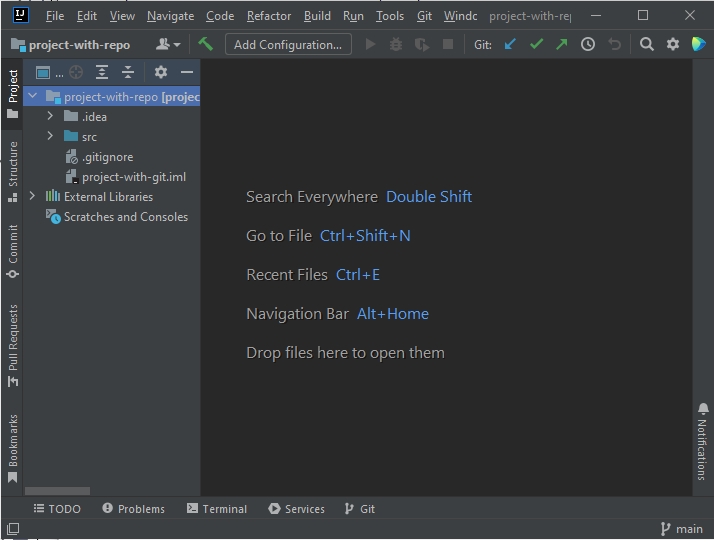 IJ File Edit View Navigate Code Refactor Build Run Tools Git Windc project-with-rep
project-with-repo Add Configuration... Git:
Project
...
project-with-repo [projec
.idea
src
.gitignore
project-with-git.iml
External Libraries
Scratches and Consoles
Structure
Commit
Pull Requests
Bookmarks
Search Everywhere Double Shift
Go to File Ctrl+Shift+N
Recent Files Ctrl+E
Navigation Bar Alt+Home
Drop files here to open them
Notifications
TODO Problems Terminal Services Git
main